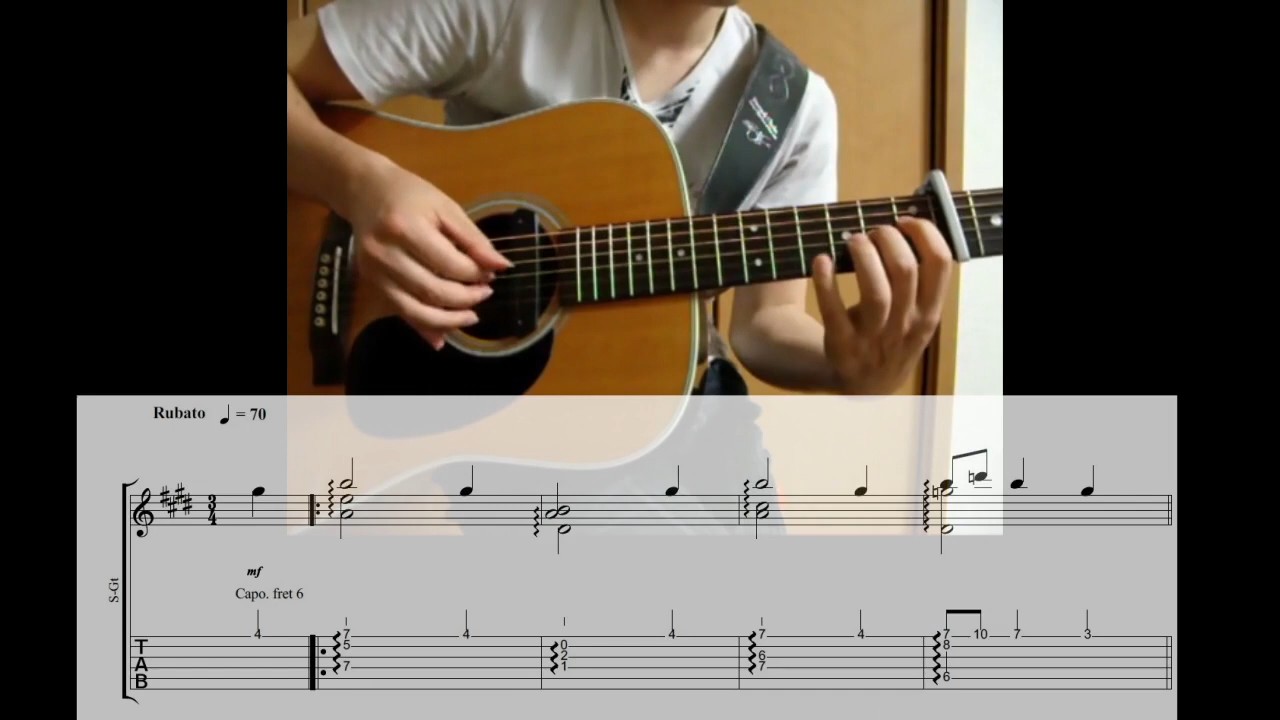 Rubato ♩ = 70
3
4
mf
Capo. fret 6
S-Gt
4 7 4 4 7 4 7 10 7 3
T 5 0 8
2 6
A 7 1 7
B 6